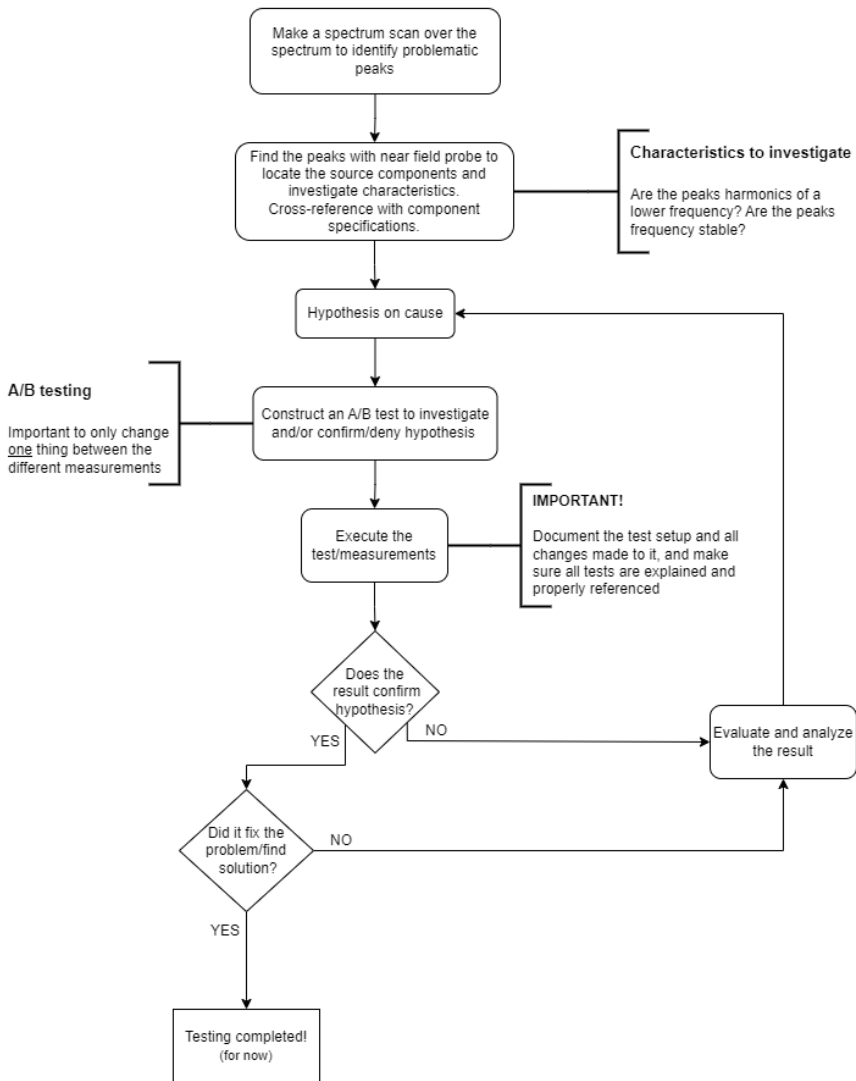 Make a spectrum scan over the
spectrum to identify problematic
peaks
Find the peaks with near field probe to
locate the source components and
investigate characteristics.
Cross-reference with component
specifications.
Characteristics to investigate
Are the peaks harmonics of a
lower frequency? Are the peaks
frequency stable?
Hypothesis on cause
A/B testing
Important to only change
one thing between the
different measurements
Construct an A/B test to investigate
and/or confirm/deny hypothesis
IMPORTANT!
Document the test setup and all
changes made to it, and make
sure all tests are explained and
properly referenced
Execute the
test/measurements
Does the
result confirm
hypothesis?
YES
NO
Evaluate and analyze
the result
Did it fix the
problem/find
solution?
NO
YES
Testing completed!
(for now)